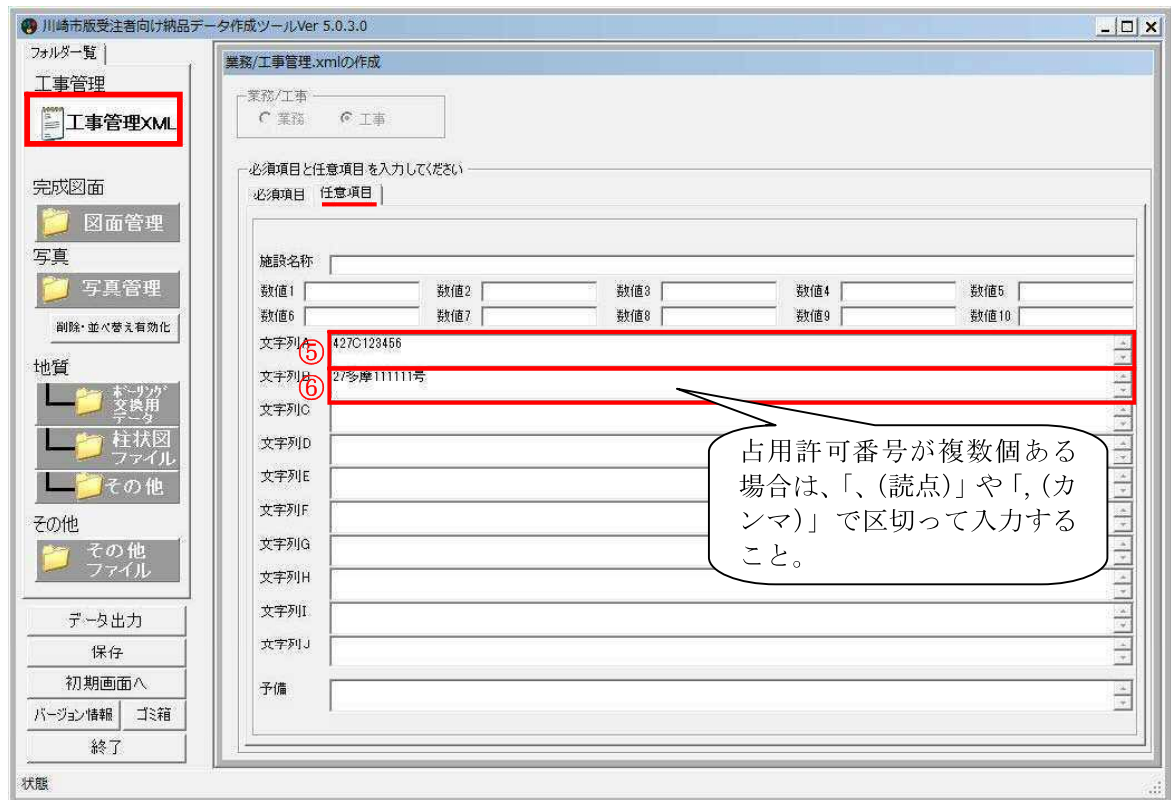 川崎市版受注者向け納品データ作成ツールVer 5.0.3.0
フォルダ一覧
工事管理
工事管理XML
完成図面
図面管理
写真
写真管理
削除・並べ替え有効化
地質
ボーリング
交換用
データ
柱状図
ファイル
その他
その他
その他
ファイル
データ出力
保存
初期画面へ
バージョン情報 ゴミ箱
終了
状態
業務/工事管理.xmlの作成
業務/工事
業務 工事
必須項目と任意項目を入力してください
必須項目 任意項目
施設名称
数値1 数値2 数値3 数値4 数値5
数値6 数値7 数値8 数値9 数値10
文字列A 427C123456
⑤
文字列B 27多摩111111号
⑥
文字列C
文字列D
文字列E
文字列F
文字列G
文字列H
文字列I
文字列J
予備
占用許可番号が複数個ある
場合は、「、(読点)」や「,(カ
ンマ)」で区切って入力する
こと。